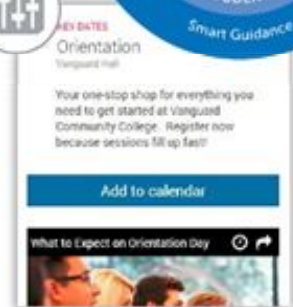 Smart Guidance
KEY DATES
Orientation
Vanguard Hall
Your one-stop shop for everything you
need to get started at Vanguard
Community College. Register now
because sessions fill up fast!
Add to calendar
What to Expect on Orientation Day